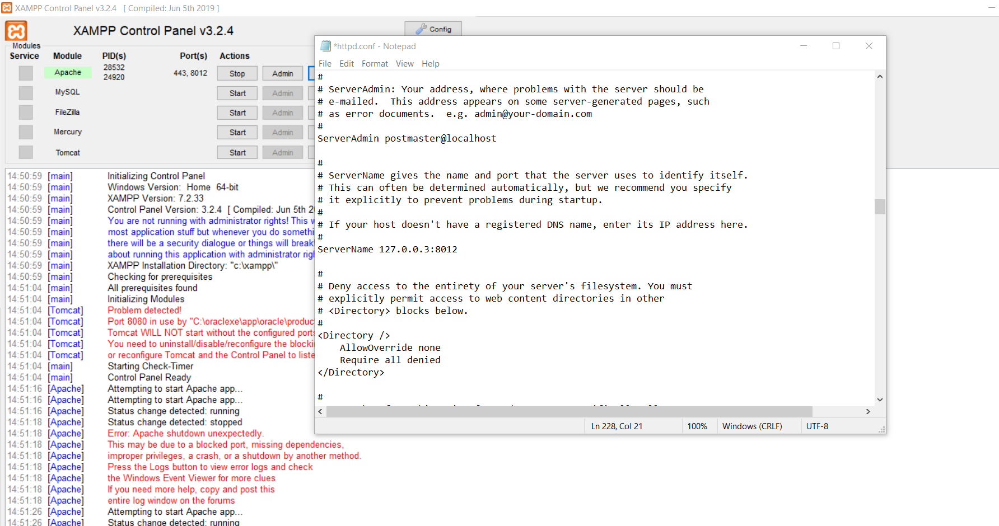 XAMPP Control Panel v3.2.4 [ Compiled: Jun 5th 2019 ]
XAMPP Control Panel v3.2.4
Config
Modules
Service Module PID(s) Port(s) Actions
Apache 28532 24920 443, 8012 Stop Admin
MySQL Start Admin
FileZilla Start Admin
Mercury Start Admin
Tomcat Start Admin
14:50:59 [main] Initializing Control Panel
14:50:59 [main] Windows Version: Home 64-bit
14:50:59 [main] XAMPP Version: 7.2.33
14:50:59 [main] Control Panel Version: 3.2.4 [ Compiled: Jun 5th 2
14:50:59 [main] You are not running with administrator rights! This
14:50:59 [main] most application stuff but whenever you do somethi
14:50:59 [main] there will be a security dialogue or things will break
14:50:59 [main] about running this application with administrator rig
14:50:59 [main] XAMPP Installation Directory: "c:\xampp\"
14:50:59 [main] Checking for prerequisites
14:51:04 [main] All prerequisites found
14:51:04 [main] Initializing Modules
14:51:04 [Tomcat] Problem detected!
14:51:04 [Tomcat] Port 8080 in use by "C:\oraclexe\app\oracle\produc
14:51:04 [Tomcat] Tomcat WILL NOT start without the configured port
14:51:04 [Tomcat] You need to uninstall/disable/reconfigure the blocki
14:51:04 [Tomcat] or reconfigure Tomcat and the Control Panel to liste
14:51:04 [main] Starting Check-Timer
14:51:04 [main] Control Panel Ready
14:51:16 [Apache] Attempting to start Apache app...
14:51:16 [Apache] Attempting to start Apache app...
14:51:16 [Apache] Status change detected: running
14:51:18 [Apache] Status change detected: stopped
14:51:18 [Apache] Error: Apache shutdown unexpectedly.
14:51:18 [Apache] This may be due to a blocked port, missing dependencies,
14:51:18 [Apache] improper privileges, a crash, or a shutdown by another method.
14:51:18 [Apache] Press the Logs button to view error logs and check
14:51:18 [Apache] the Windows Event Viewer for more clues
14:51:18 [Apache] If you need more help, copy and post this
14:51:18 [Apache] entire log window on the forums
14:51:26 [Apache] Attempting to start Apache app...
14:51:26 [Apache] Status change detected: running
*httpd.conf - Notepad
File Edit Format View Help
#
# ServerAdmin: Your address, where problems with the server should be
# e-mailed.  This address appears on some server-generated pages, such
# as error documents.  e.g. admin@your-domain.com
#
ServerAdmin postmaster@localhost
#
# ServerName gives the name and port that the server uses to identify itself.
# This can often be determined automatically, but we recommend you specify
# it explicitly to prevent problems during startup.
#
# If your host doesn't have a registered DNS name, enter its IP address here.
#
ServerName 127.0.0.3:8012
#
# Deny access to the entirety of your server's filesystem. You must
# explicitly permit access to web content directories in other
# <Directory> blocks below.
#
<Directory />
    AllowOverride none
    Require all denied
</Directory>
#
Ln 228, Col 21 100% Windows (CRLF) UTF-8